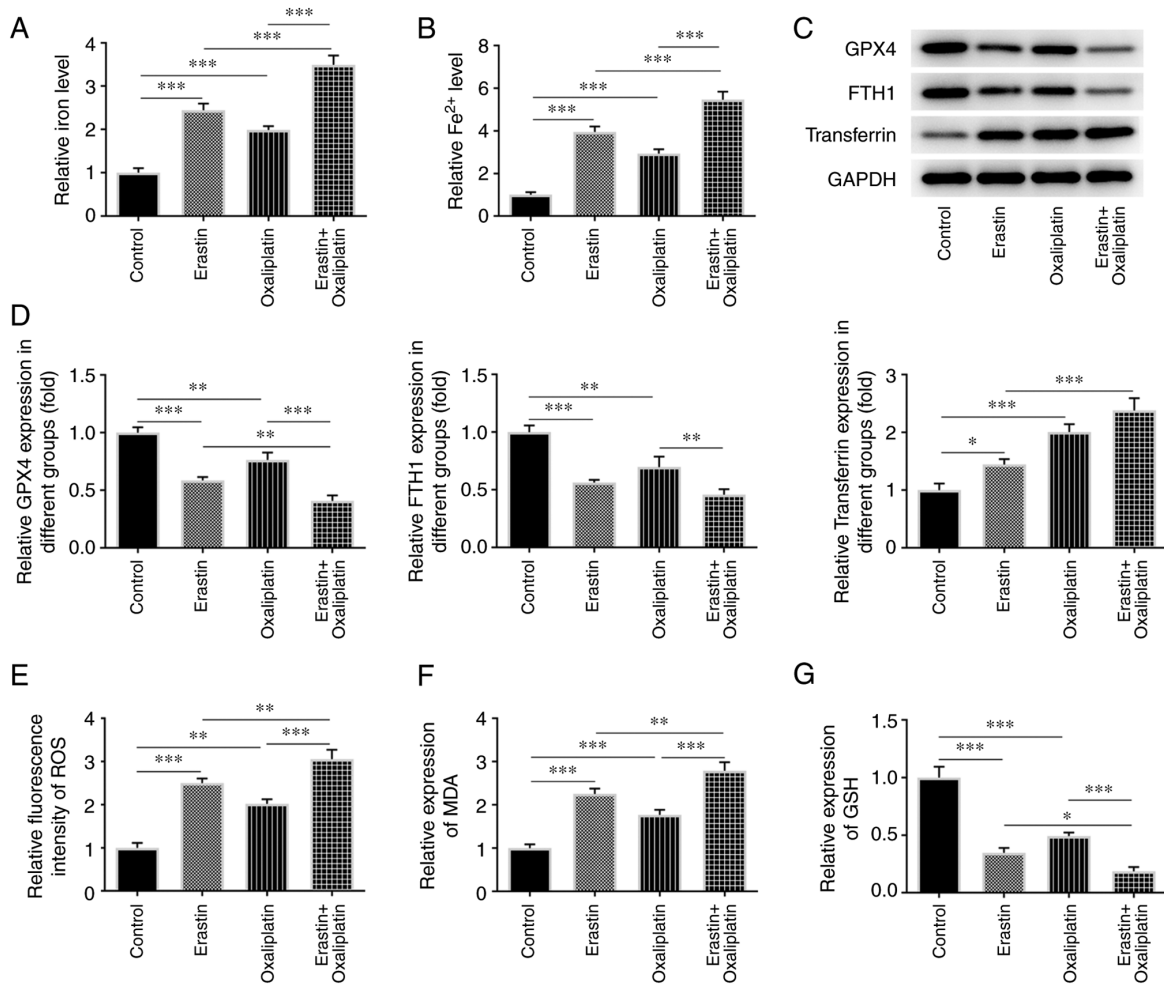 A
Relative iron level
4
3
2
1
0
***
***
***
***
Control
Erastin
Oxaliplatin
Erastin+
Oxaliplatin
B
Relative Fe2+ level
8
6
4
2
0
***
***
***
***
Control
Erastin
Oxaliplatin
Erastin+
Oxaliplatin
C
GPX4
FTH1
Transferrin
GAPDH
Control
Erastin
Oxaliplatin
Erastin+
Oxaliplatin
D
Relative GPX4 expression in
different groups (fold)
1.5
1.0
0.5
0.0
**
***
***
**
Control
Erastin
Oxaliplatin
Erastin+
Oxaliplatin
Relative FTH1 expression in
different groups (fold)
1.5
1.0
0.5
0.0
**
***
**
Control
Erastin
Oxaliplatin
Erastin+
Oxaliplatin
Relative Transferrin expression in
different groups (fold)
3
2
1
0
***
***
*
Control
Erastin
Oxaliplatin
Erastin+
Oxaliplatin
E
Relative fluorescence
intensity of ROS
4
3
2
1
0
**
**
***
***
Control
Erastin
Oxaliplatin
Erastin+
Oxaliplatin
F
Relative expression
of MDA
4
3
2
1
0
**
***
***
***
Control
Erastin
Oxaliplatin
Erastin+
Oxaliplatin
G
Relative expression
of GSH
1.5
1.0
0.5
0.0
***
***
***
*
Control
Erastin
Oxaliplatin
Erastin+
Oxaliplatin